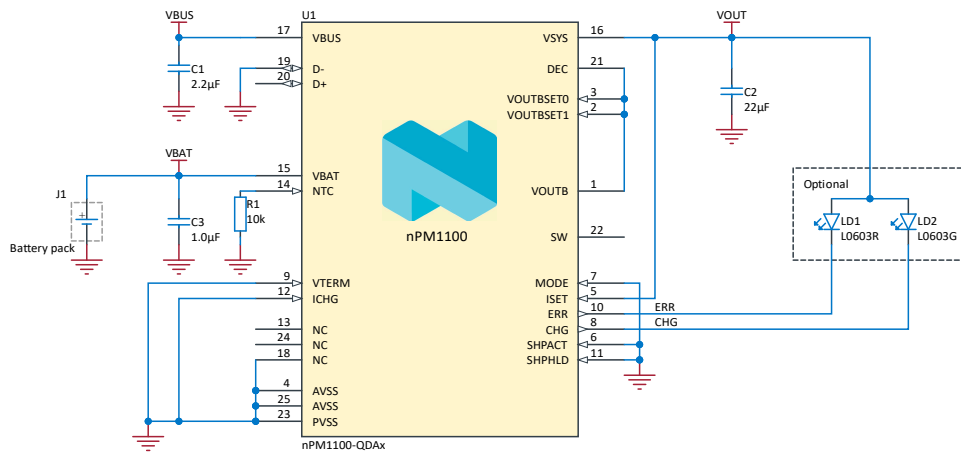 U1
VBUS
17 VBUS
C1
2.2µF
19 D-
20 D+
VBAT
15 VBAT
14 NTC
J1
Battery pack
C3
1.0µF
R1
10k
9 VTERM
12 ICHG
13 NC
24 NC
18 NC
4 AVSS
25 AVSS
23 PVSS
nPM1100
nPM1100-QDAx
VSYS 16
DEC 21
VOUTBSET0 3
VOUTBSET1 2
VOUTB 1
SW 22
MODE 7
ISET 5
ERR 10
CHG 8
SHPACT 6
SHPHLD 11
VOUT
C2
22µF
Optional
LD1
L0603R
LD2
L0603G
ERR
CHG